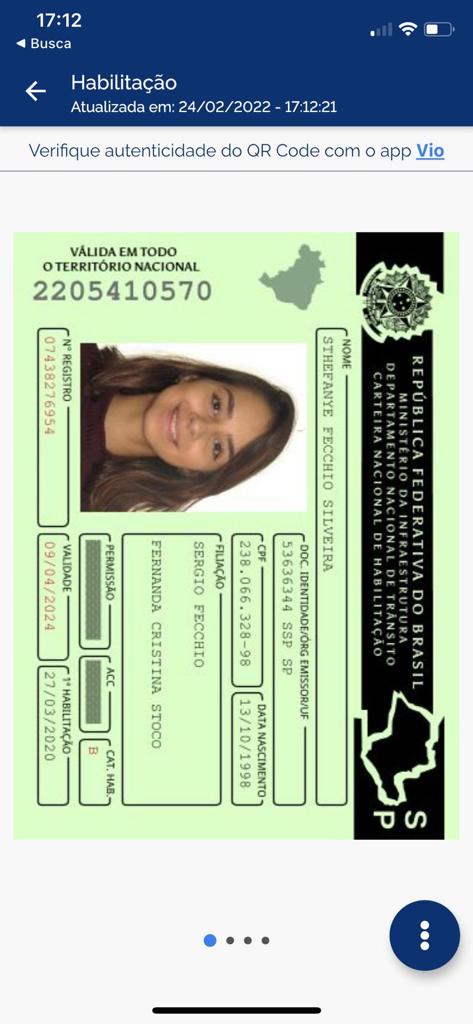 17:12
◀ Busca
Habilitação
Atualizada em: 24/02/2022 - 17:12:21
Verifique autenticidade do QR Code com o app Vio
REPÚBLICA FEDERATIVA DO BRASIL
MINISTÉRIO DA INFRAESTRUTURA
DEPARTAMENTO NACIONAL DE TRÂNSITO
CARTEIRA NACIONAL DE HABILITAÇÃO
SP
VÁLIDA EM TODO
O TERRITÓRIO NACIONAL
2205410570
NOME
STHEFANYE FECCHIO SILVEIRA
DOC. IDENTIDADE/ÓRG EMISSOR/UF
53636344 SSP SP
CPF
238.066.328-98
DATA NASCIMENTO
13/10/1998
FILIAÇÃO
SERGIO FECCHIO
FERNANDA CRISTINA STOCO
PERMISSÃO
ACC
CAT. HAB.
B
Nº REGISTRO
07438276954
VALIDADE
09/04/2024
1ª HABILITAÇÃO
27/03/2020